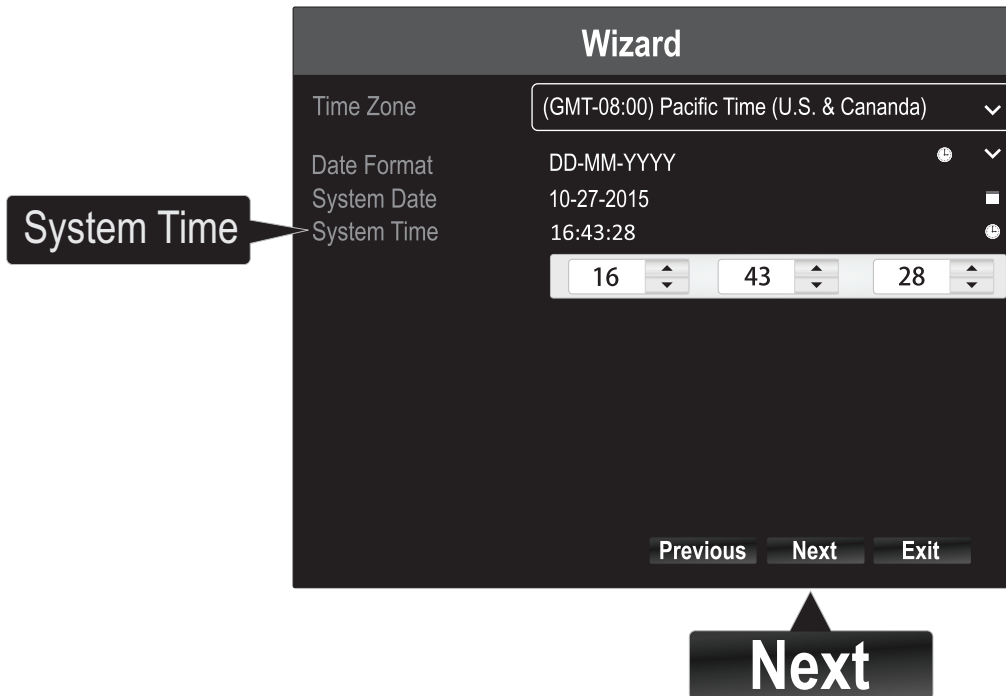 Wizard
Time Zone (GMT-08:00) Pacific Time (U.S. & Cananda)
Date Format DD-MM-YYYY
System Date 10-27-2015
System Time System Time 16:43:28
16 43 28
Previous Next Exit
Next